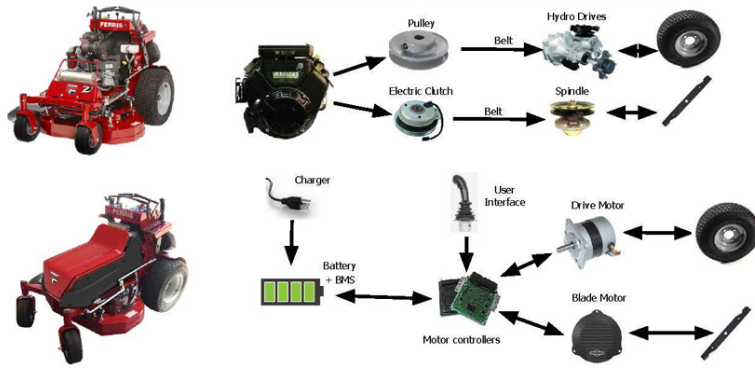 FERRIS
Pulley
Hydro Drives
Belt
Electric Clutch
Spindle
Belt
Charger
User
Interface
FERRIS
Drive Motor
Battery
+ BMS
Blade Motor
Motor controllers